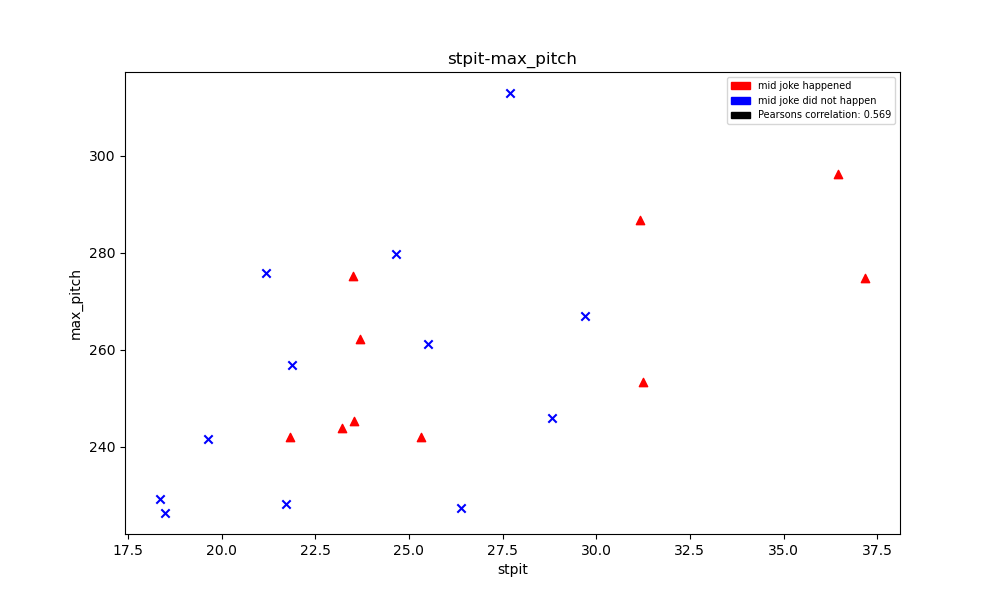 stpit-max_pitch
mid joke happened
mid joke did not happen
Pearsons correlation: 0.569
max_pitch
300
280
260
240
17.5 20.0 22.5 25.0 27.5 30.0 32.5 35.0 37.5
stpit